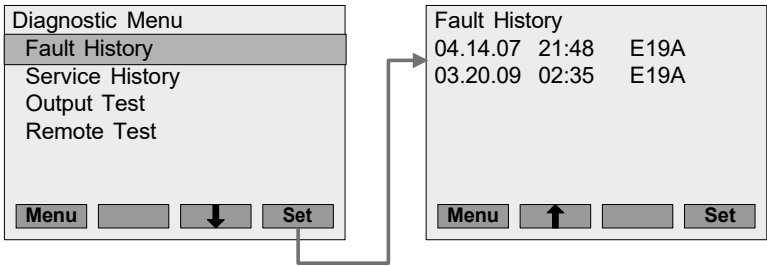 Diagnostic Menu
Fault History
Service History
Output Test
Remote Test
Menu Set
Fault History
04.14.07 21:48 E19A
03.20.09 02:35 E19A
Menu Set